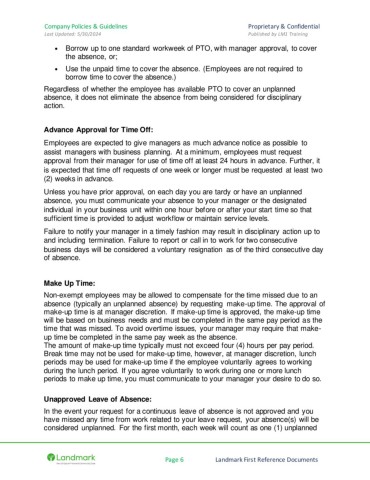 Company Policies & Guidelines Proprietary & Confidential
Last Updated: 5/30/2024 Published by LM1 Training
• Borrow up to one standard workweek of PTO, with manager approval, to cover
the absence, or;
• Use the unpaid time to cover the absence. (Employees are not required to
borrow time to cover the absence.)
Regardless of whether the employee has available PTO to cover an unplanned
absence, it does not eliminate the absence from being considered for disciplinary
action.
Advance Approval for Time Off:
Employees are expected to give managers as much advance notice as possible to
assist managers with business planning. At a minimum, employees must request
approval from their manager for use of time off at least 24 hours in advance. Further, it
is expected that time off requests of one week or longer must be requested at least two
(2) weeks in advance.
Unless you have prior approval, on each day you are tardy or have an unplanned
absence, you must communicate your absence to your manager or the designated
individual in your business unit within one hour before or after your start time so that
sufficient time is provided to adjust workflow or maintain service levels.
Failure to notify your manager in a timely fashion may result in disciplinary action up to
and including termination. Failure to report or call in to work for two consecutive
business days will be considered a voluntary resignation as of the third consecutive day
of absence.
Make Up Time:
Non-exempt employees may be allowed to compensate for the time missed due to an
absence (typically an unplanned absence) by requesting make-up time. The approval of
make-up time is at manager discretion. If make-up time is approved, the make-up time
will be based on business needs and must be completed in the same pay period as the
time that was missed. To avoid overtime issues, your manager may require that make-
up time be completed in the same pay week as the absence.
The amount of make-up time typically must not exceed four (4) hours per pay period.
Break time may not be used for make-up time, however, at manager discretion, lunch
periods may be used for make-up time if the employee voluntarily agrees to working
during the lunch period. If you agree voluntarily to work during one or more lunch
periods to make up time, you must communicate to your manager your desire to do so.
Unapproved Leave of Absence:
In the event your request for a continuous leave of absence is not approved and you
have missed any time from work related to your leave request, your absence(s) will be
considered unplanned. For the first month, each week will count as one (1) unplanned
Landmark Page 6 Landmark First Reference Documents